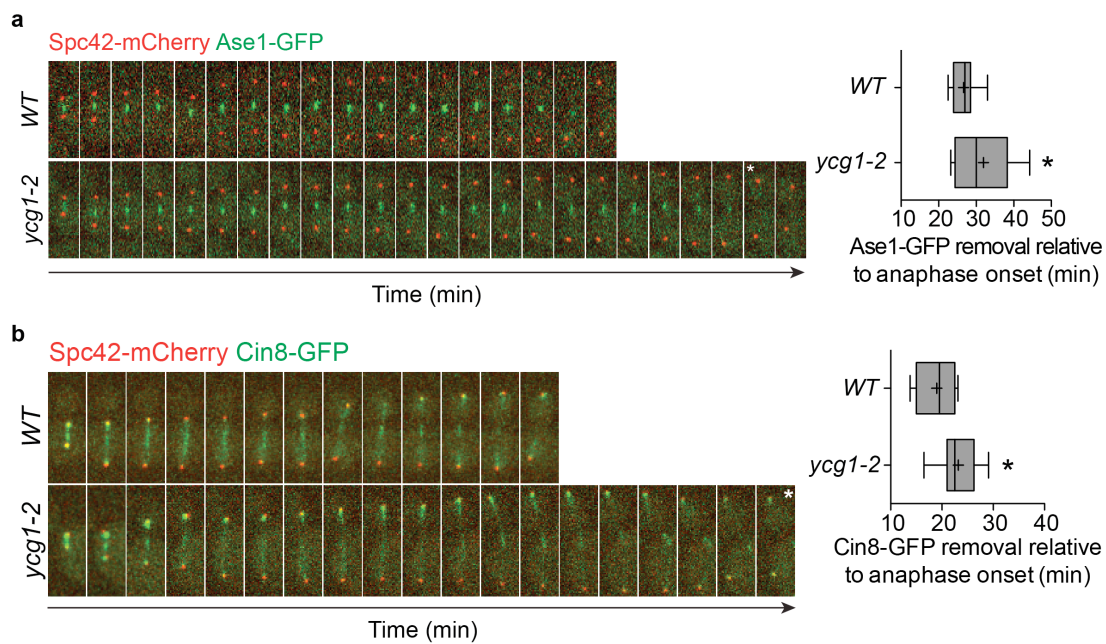 a
Spc42-mCherry Ase1-GFP
WT
ycg1-2
*
Time (min)
WT
ycg1-2
*
10 20 30 40 50
Ase1-GFP removal relative
to anaphase onset (min)
b
Spc42-mCherry Cin8-GFP
WT
ycg1-2
*
Time (min)
WT
ycg1-2
*
10 20 30 40
Cin8-GFP removal relative
to anaphase onset (min)